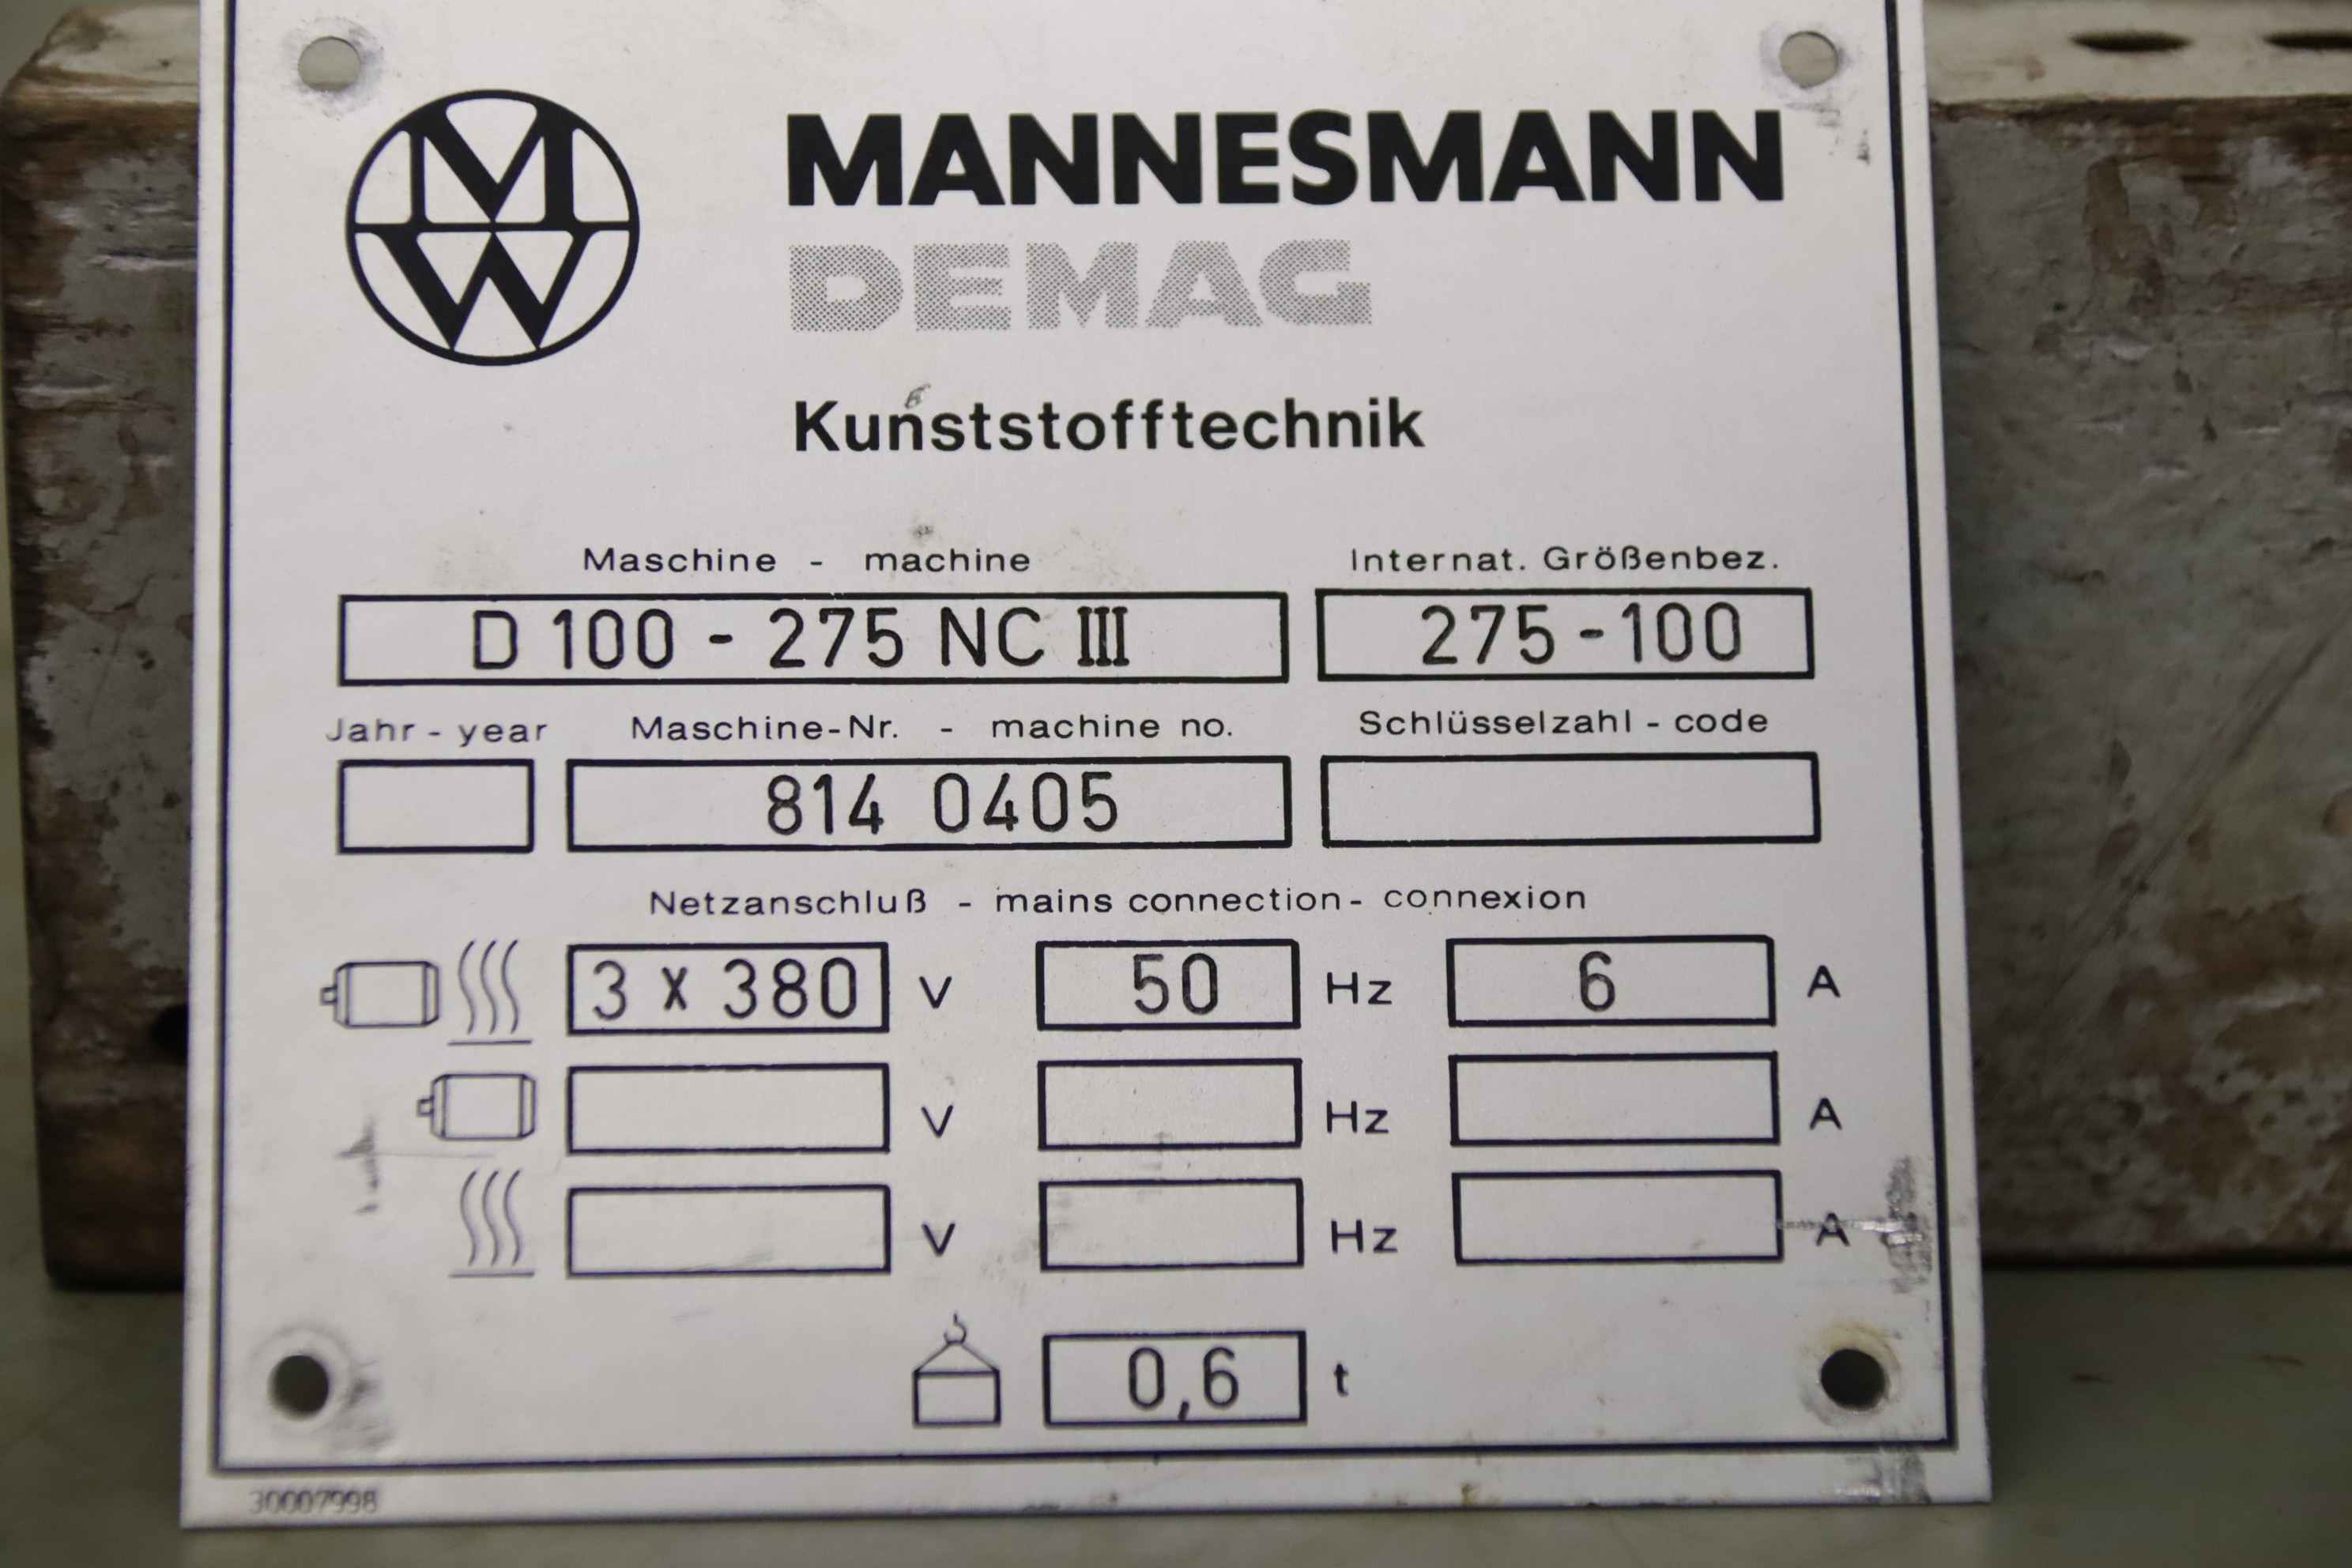 MW
MANNESMANN
DEMAG
Kunststofftechnik
Maschine - machine Internat. Größenbez.
D 100 - 275 NC III 275-100
Jahr - year Maschine-Nr. - machine no. Schlüsselzahl - code
814 0405
Netzanschluß - mains connection - connexion
3 x 380 V 50 Hz 6 A
V Hz A
V Hz A
0,6 t
30007998